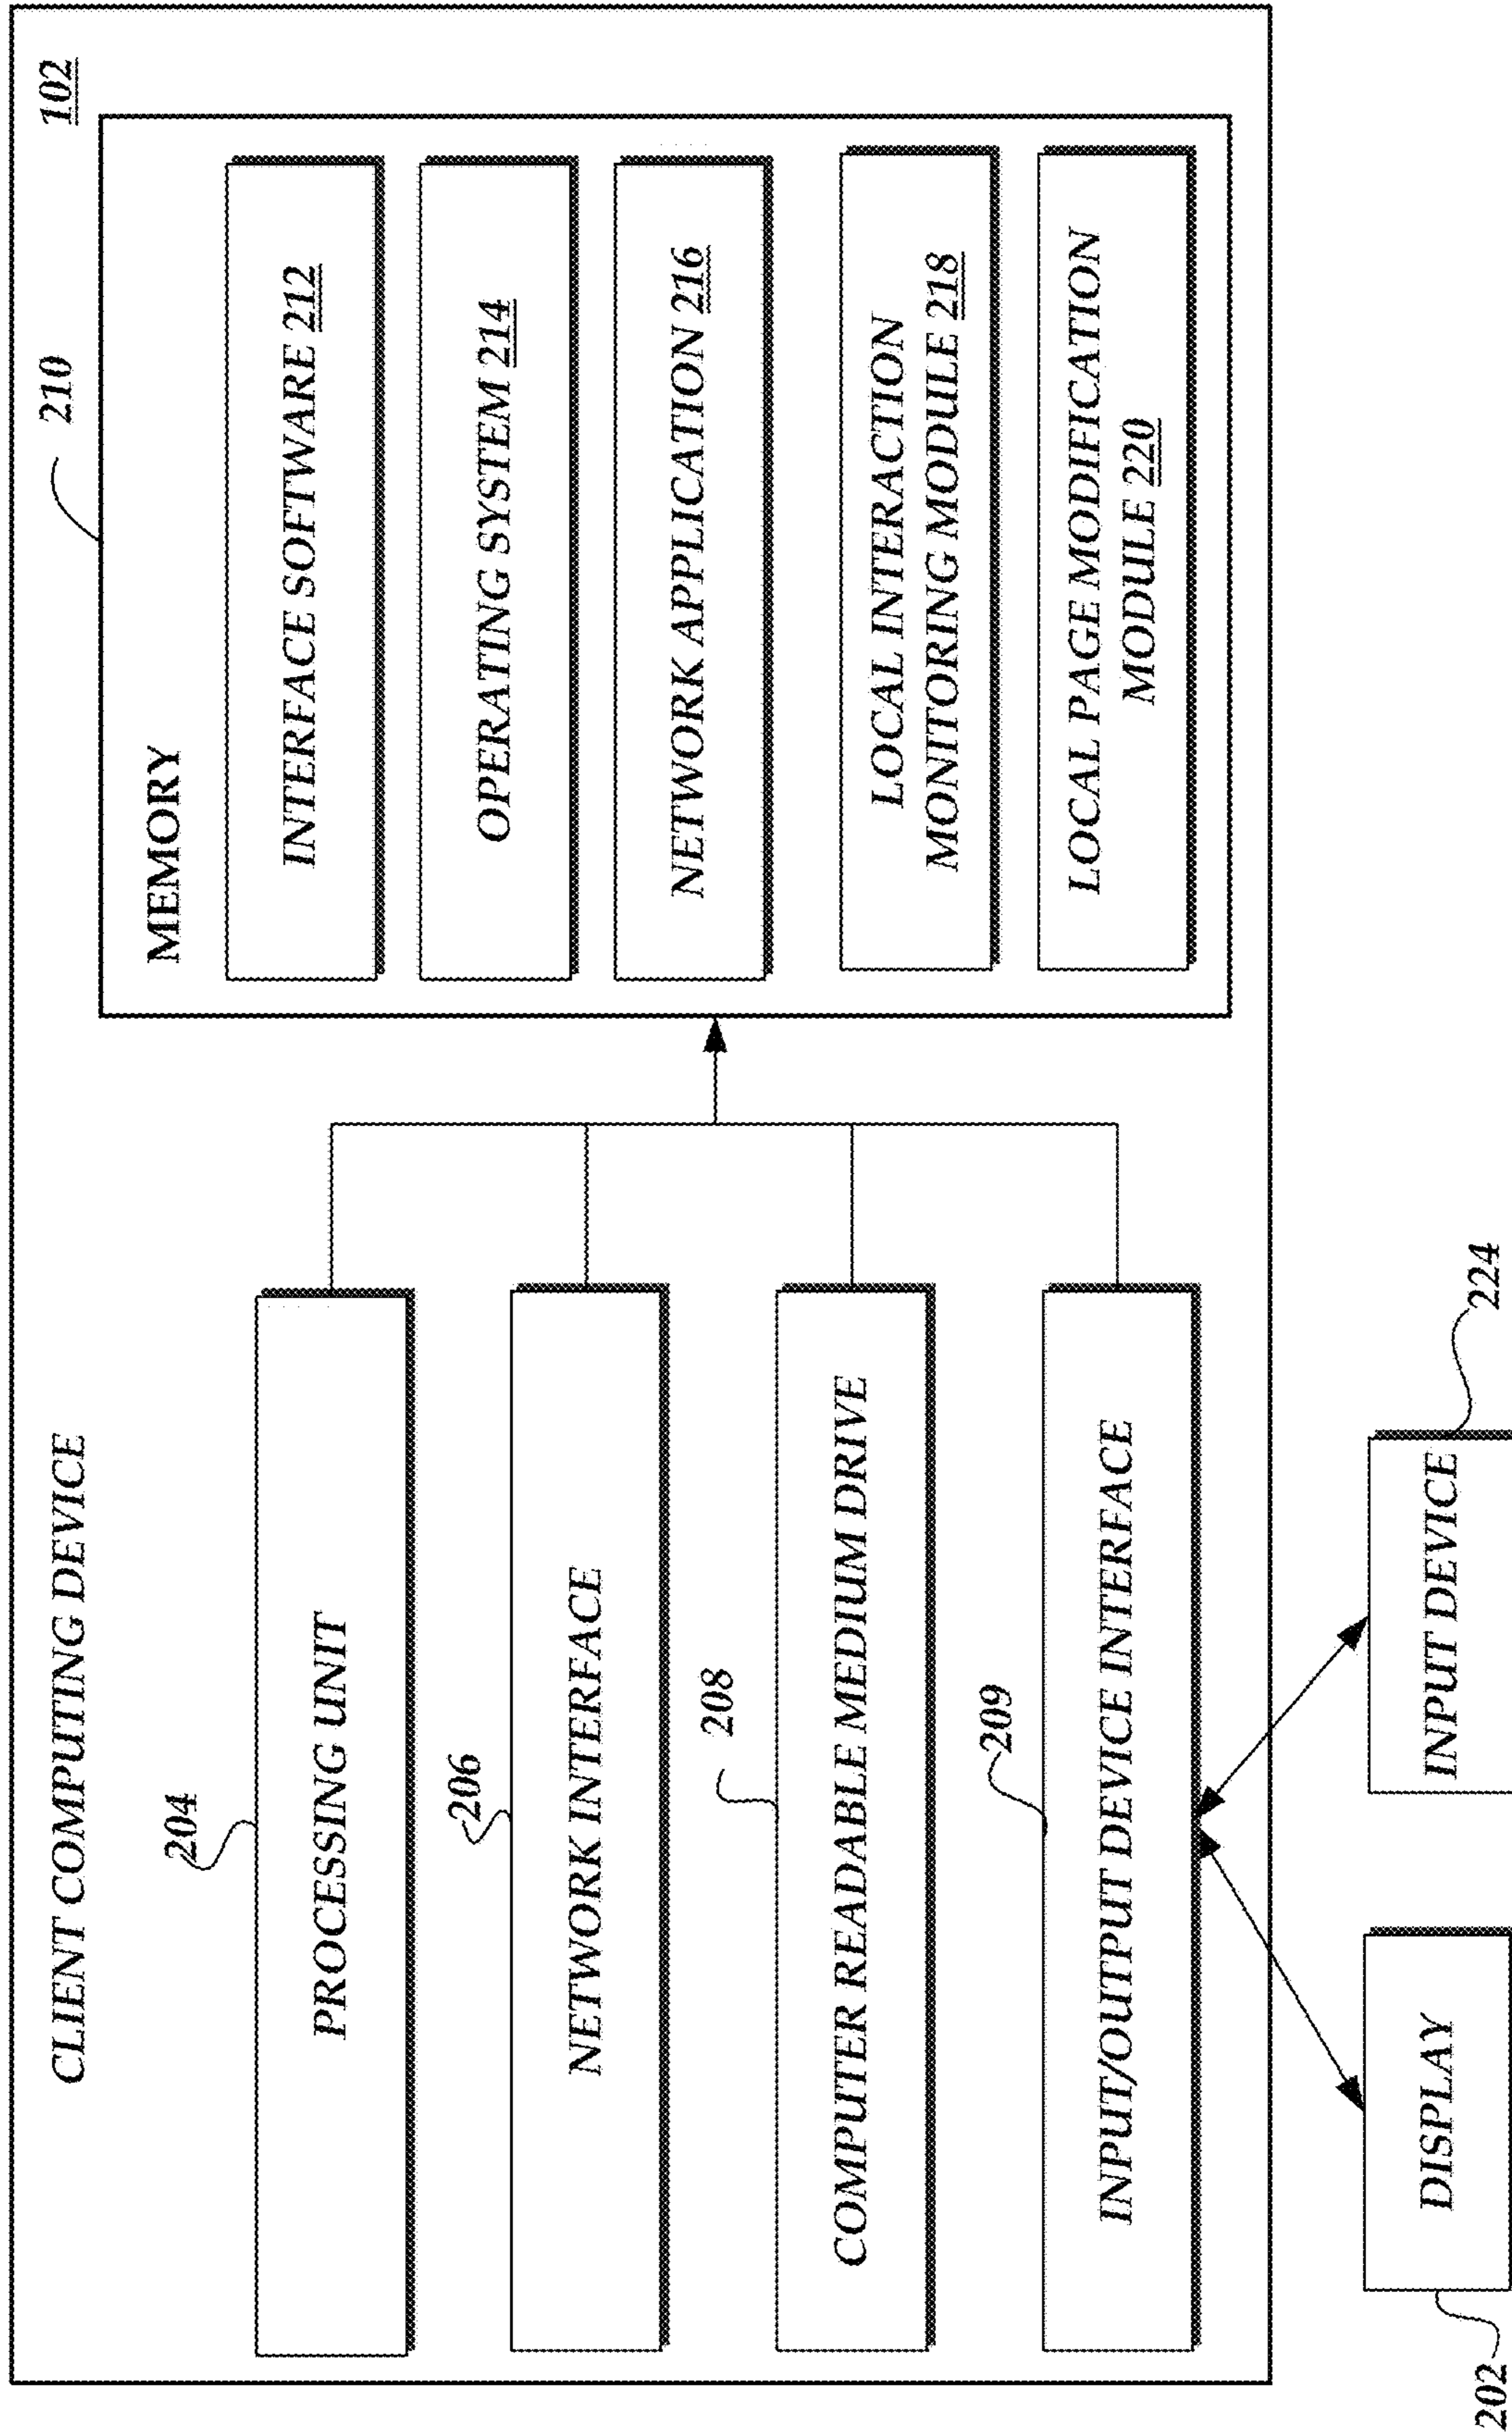 CLIENT COMPUTING DEVICE
102
204
PROCESSING UNIT
206
NETWORK INTERFACE
208
COMPUTER READABLE MEDIUM DRIVE
209
INPUT/OUTPUT DEVICE INTERFACE
210
MEMORY
INTERFACE SOFTWARE 212
OPERATING SYSTEM 214
NETWORK APPLICATION 216
LOCAL INTERACTION
MONITORING MODULE 218
LOCAL PAGE MODIFICATION
MODULE 220
202
DISPLAY
INPUT DEVICE
224